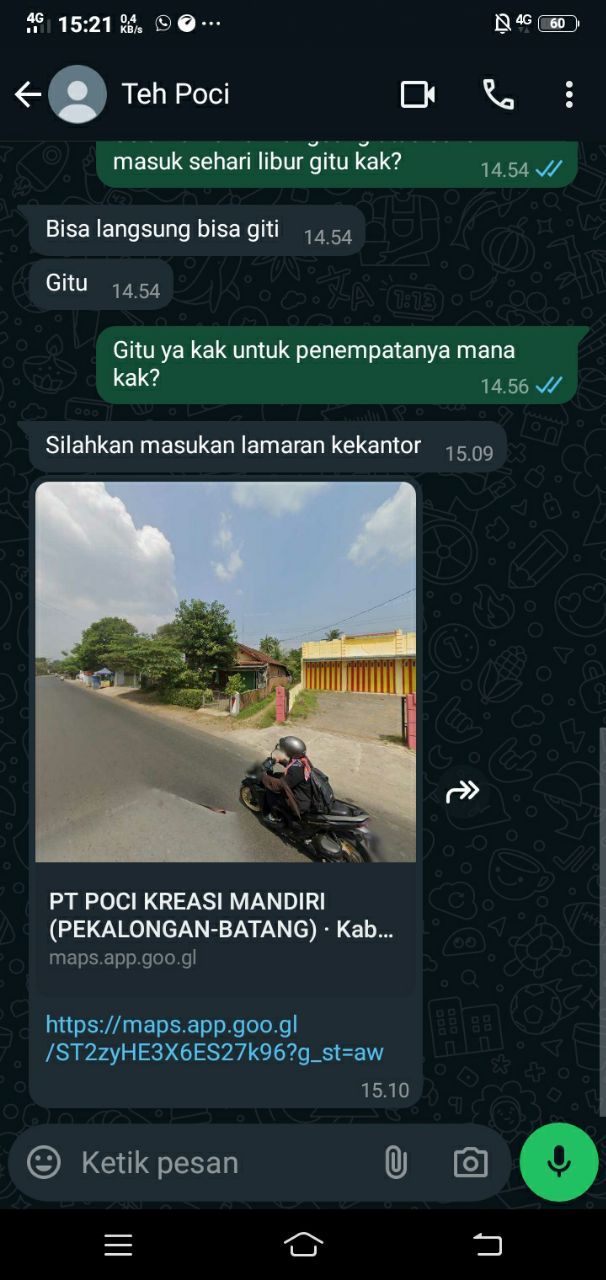 4G 15:21 0,4 KB/s 4G 60
Teh Poci
masuk sehari libur gitu kak?
14.54
Bisa langsung bisa giti
14.54
Gitu
14.54
Gitu ya kak untuk penempatanya mana
kak?
14.56
Silahkan masukan lamaran kekantor
15.09
PT POCI KREASI MANDIRI
(PEKALONGAN-BATANG) · Kab...
maps.app.goo.gl
https://maps.app.goo.gl
/ST2zyHE3X6ES27k96?g_st=aw
15.10
Ketik pesan